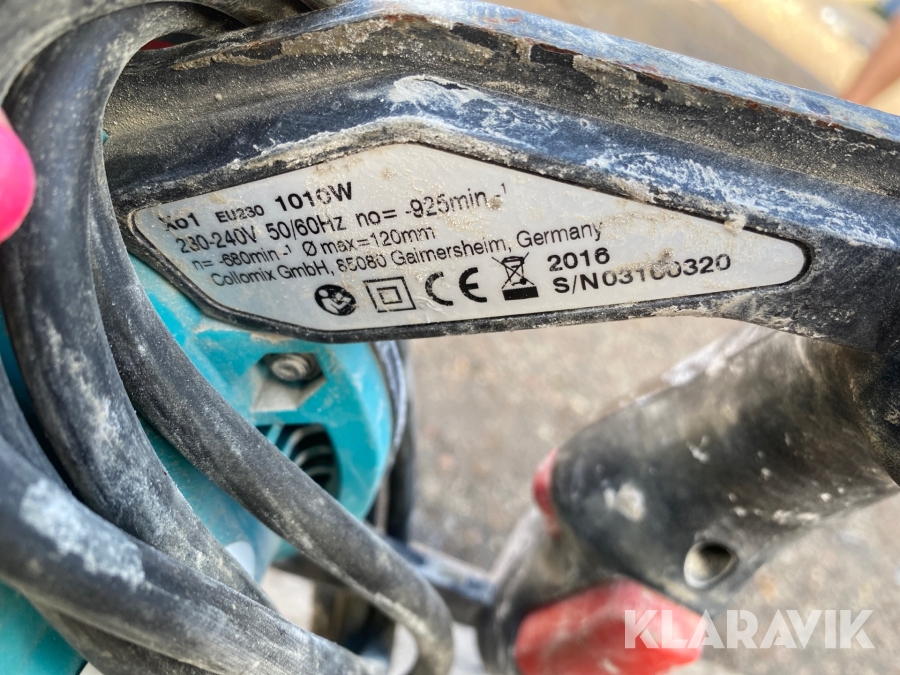 Xo1 EU230 1010W
230-240V 50/60Hz no= -925min-¹
n= -680min-¹ Ø max=120mm
Collomix GmbH, 85080 Gaimersheim, Germany
CE 2016
S/N03100320
KLARAVIK